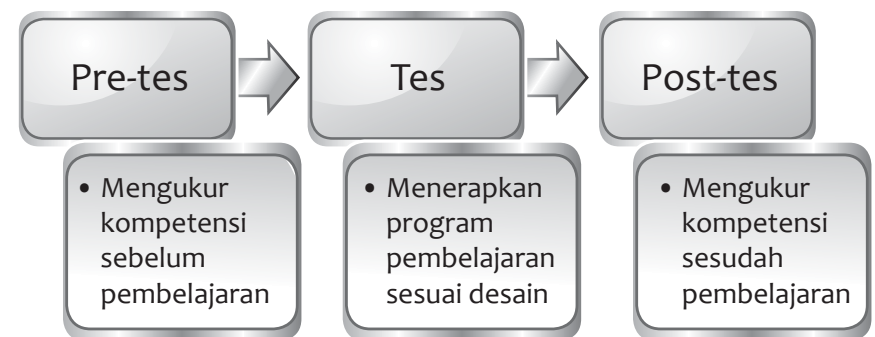 Pre-tes
Tes
Post-tes
• Mengukur
kompetensi
sebelum
pembelajaran
• Menerapkan
program
pembelajaran
sesuai desain
• Mengukur
kompetensi
sesudah
pembelajaran